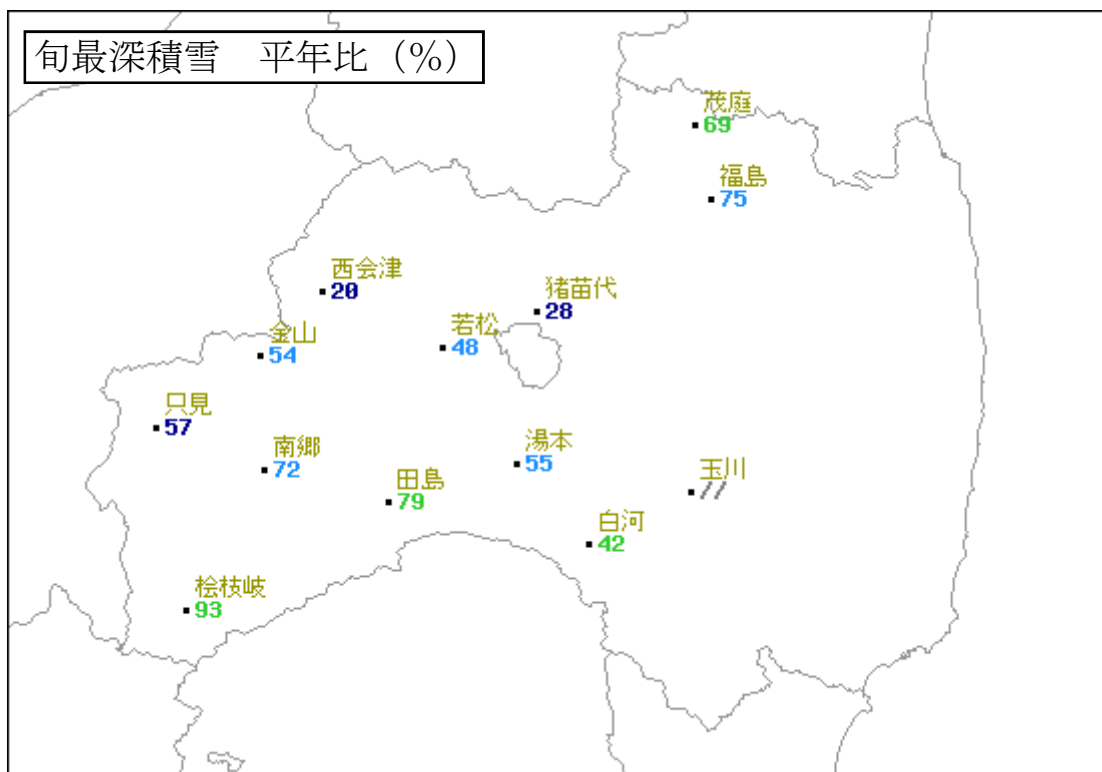 旬最深積雪　平年比（％）
茂庭
69
福島
75
西会津
20
猪苗代
28
金山
54
若松
48
只見
57
南郷
72
湯本
55
田島
79
玉川
//
白河
42
桧枝岐
93